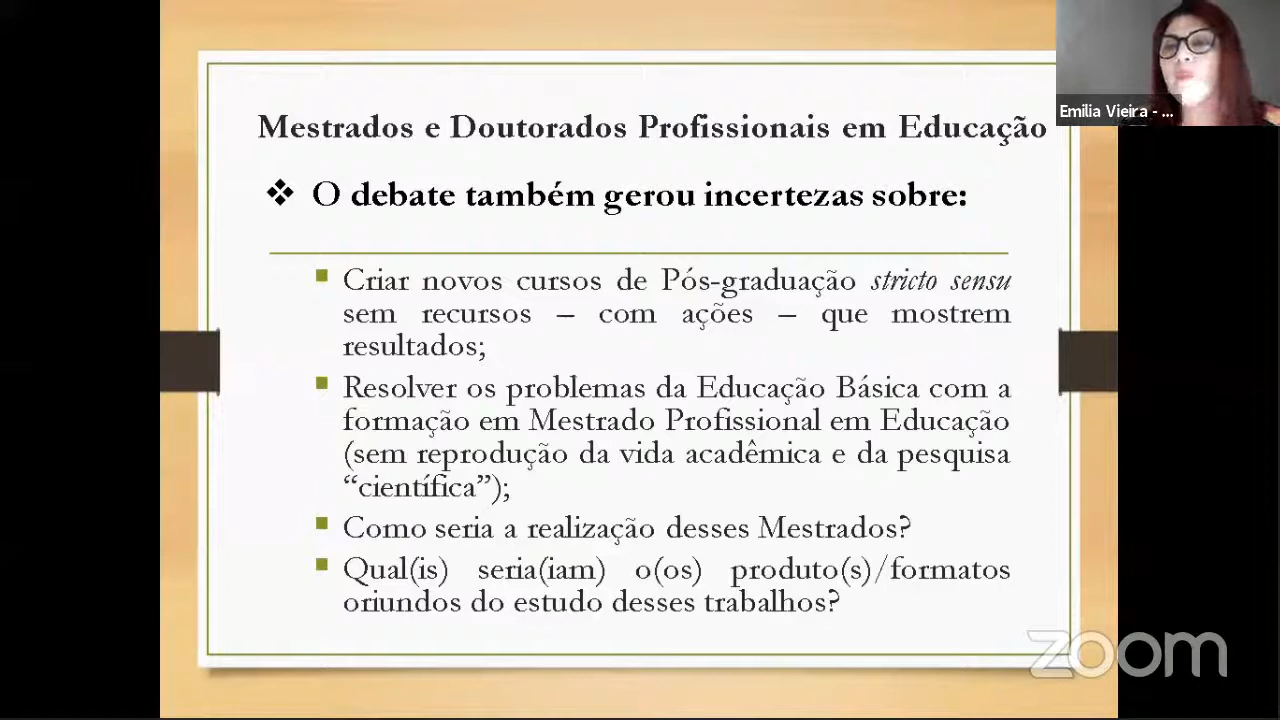 Mestrados e Doutorados Profissionais em Educação
Emilia Vieira - ...
❖ O debate também gerou incertezas sobre:
▪ Criar novos cursos de Pós-graduação stricto sensu
sem recursos – com ações – que mostrem
resultados;
▪ Resolver os problemas da Educação Básica com a
formação em Mestrado Profissional em Educação
(sem reprodução da vida acadêmica e da pesquisa
“científica”);
▪ Como seria a realização desses Mestrados?
▪ Qual(is) seria(iam) o(os) produto(s)/formatos
oriundos do estudo desses trabalhos?
zoom